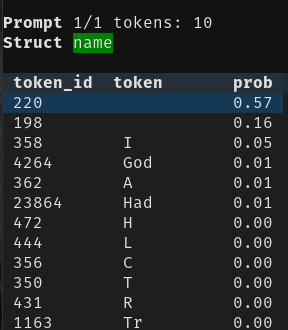 Prompt 1/1 tokens: 10
Struct name
token_id token prob
220 0.57
198 0.16
358 I 0.05
4264 God 0.01
362 A 0.01
23864 Had 0.01
472 H 0.00
444 L 0.00
356 C 0.00
350 T 0.00
431 R 0.00
1163 Tr 0.00